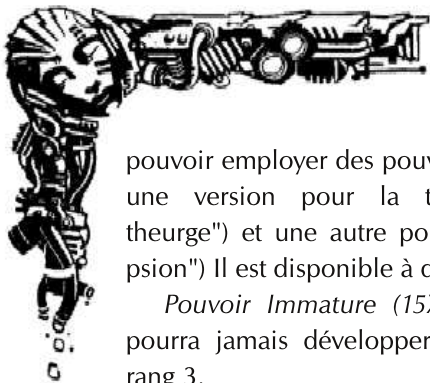 pouvoir employer des pouv
une version pour la t
theurge") et une autre po
psion") Il est disponible à
Pouvoir Immature (15
pourra jamais développer
rang 3.